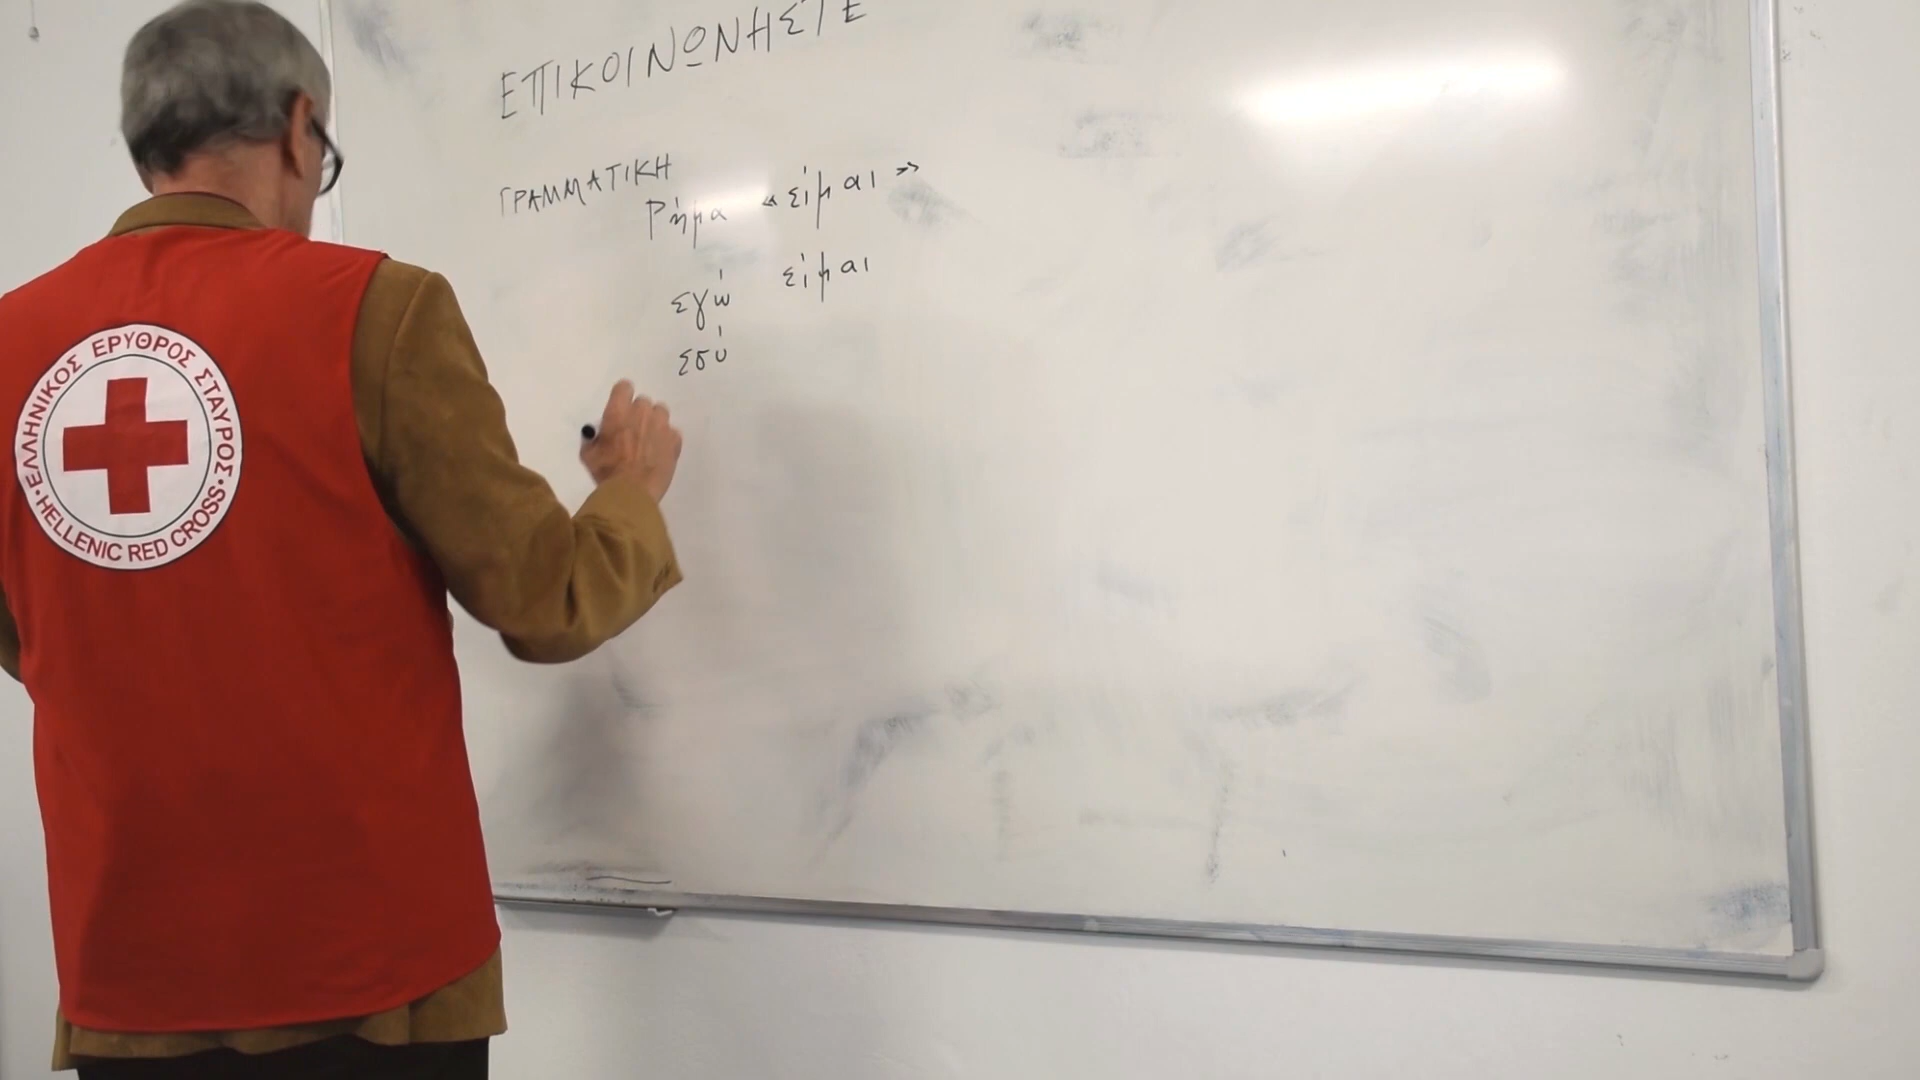 ΕΠΙΚΟΙΝΩΝΗΣΤΕ
ΓΡΑΜΜΑΤΙΚΗ
Ρήμα «είμαι»
εγώ είμαι
εσύ
ΕΛΛΗΝΙΚΟΣ ΕΡΥΘΡΟΣ ΣΤΑΥΡΟΣ
• HELLENIC RED CROSS •